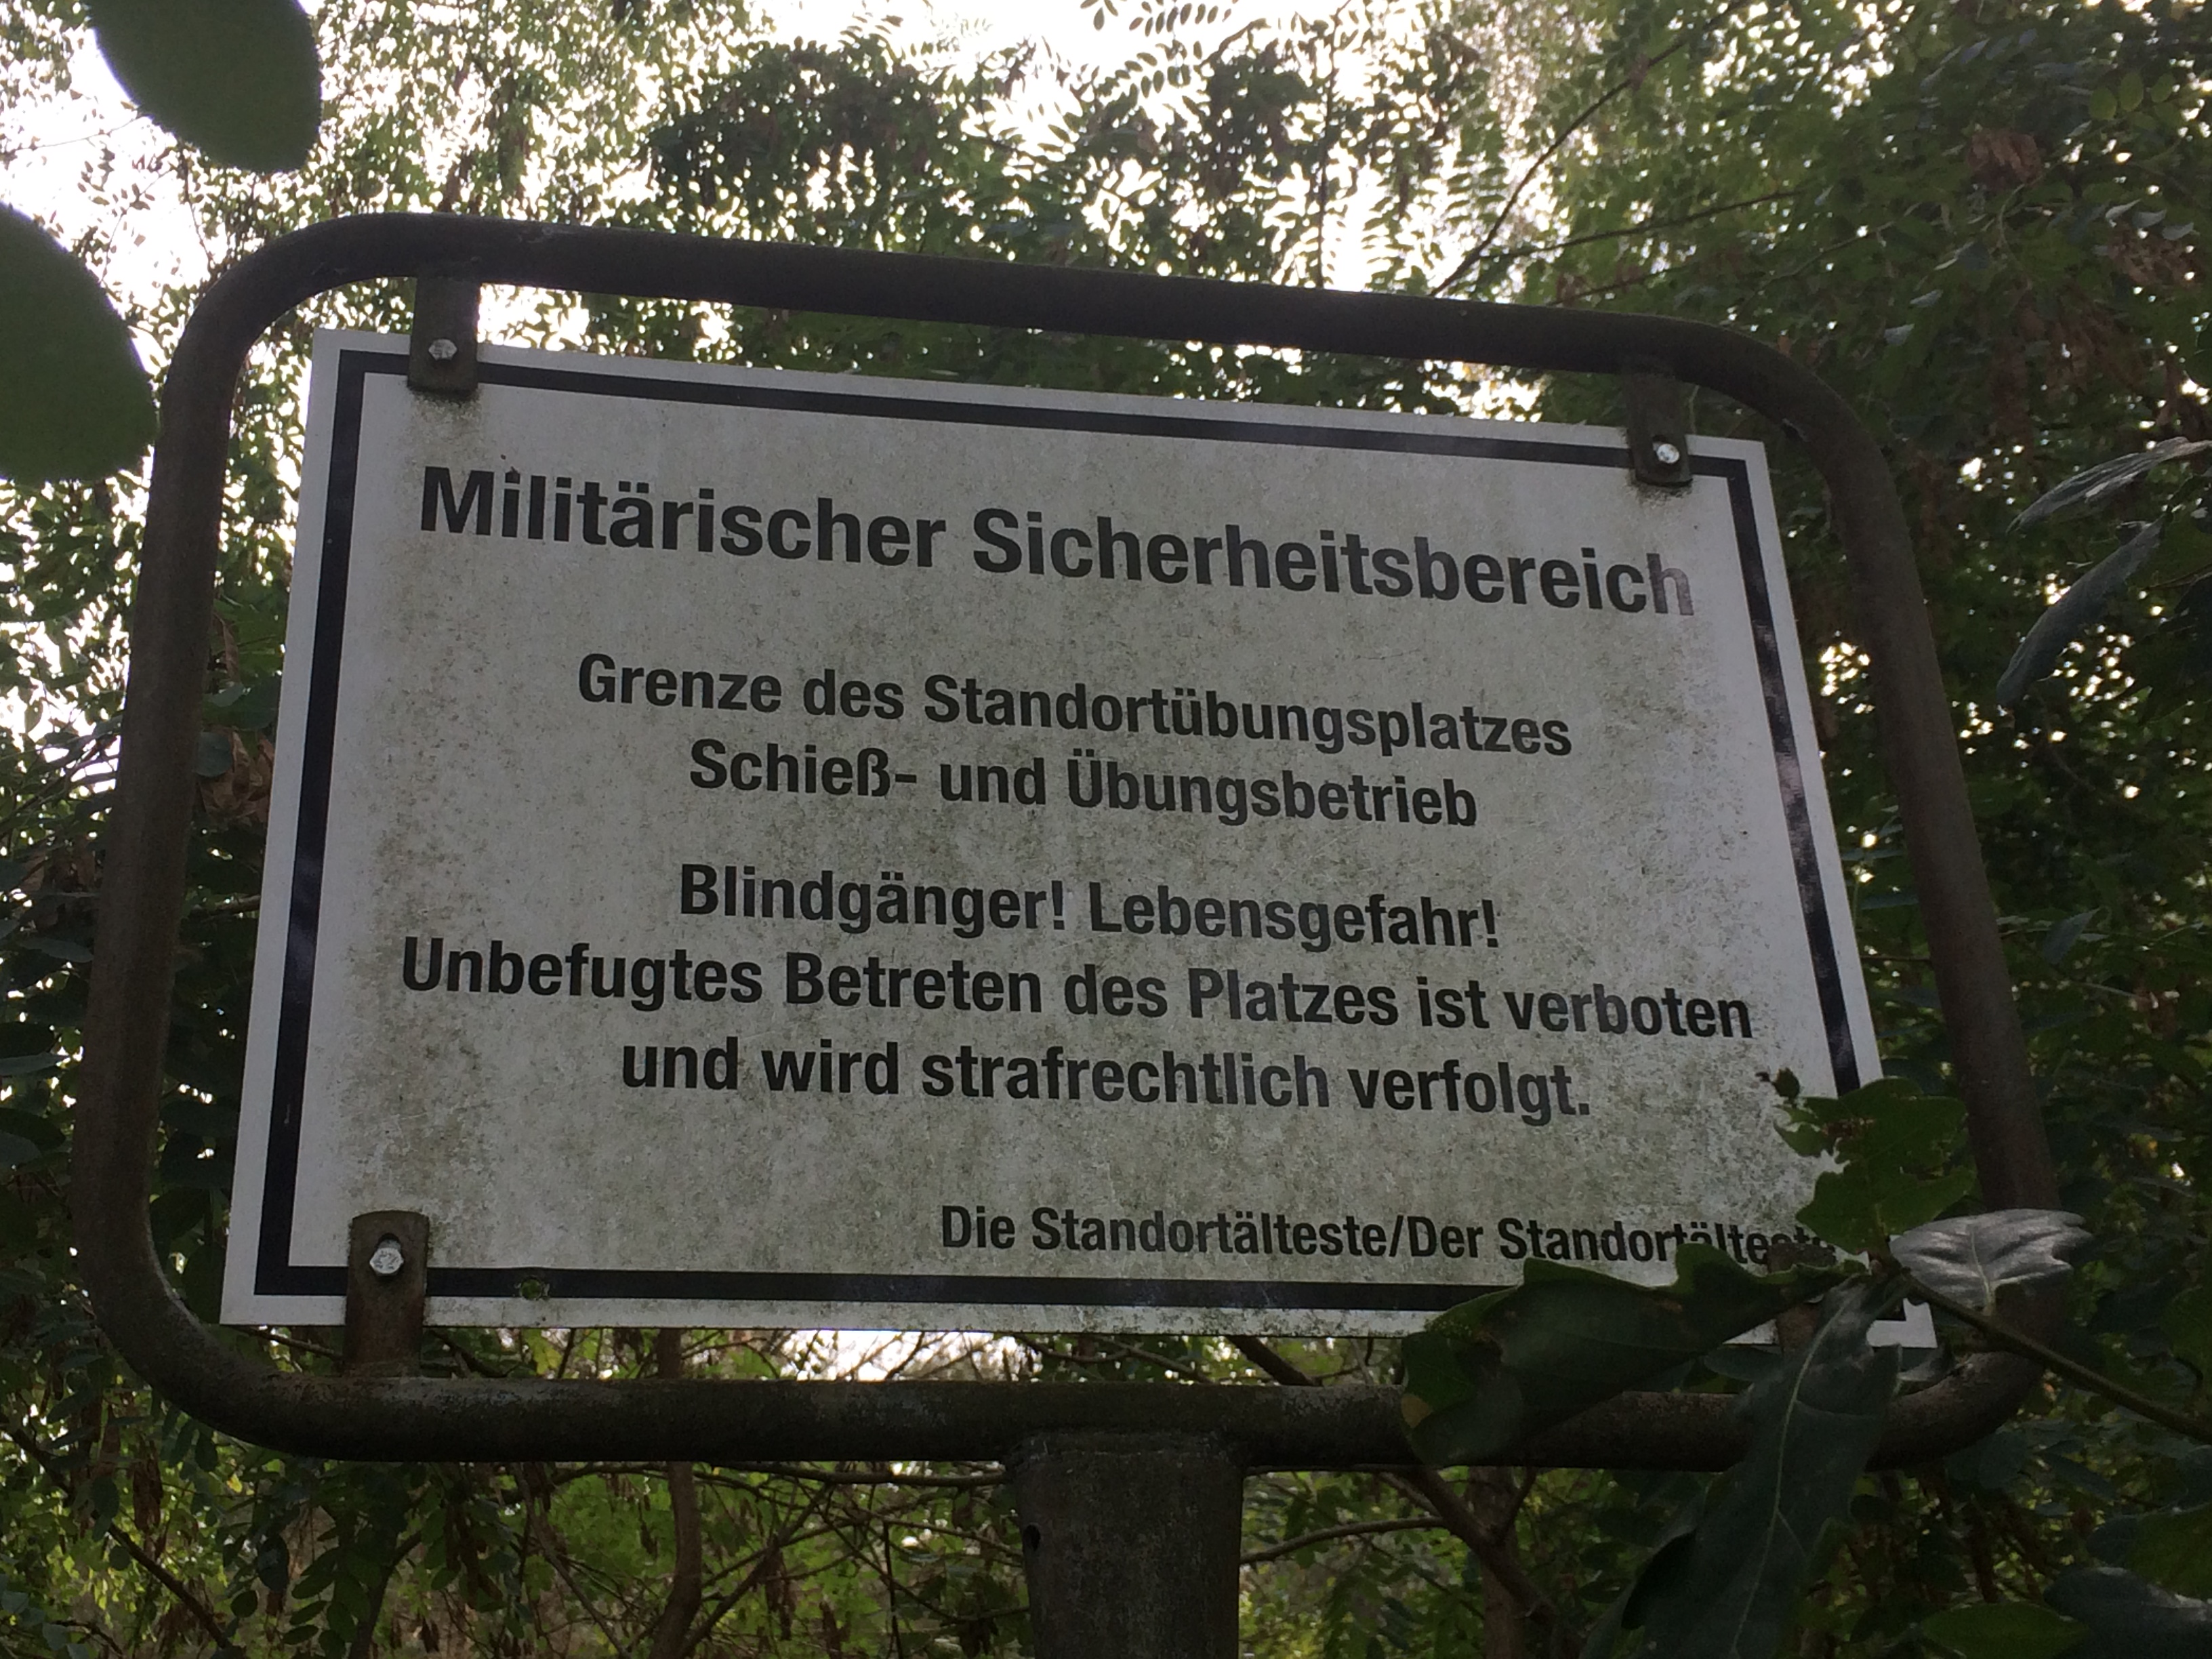 Militärischer Sicherheitsbereich
Grenze des Standortübungsplatzes
Schieß- und Übungsbetrieb
Blindgänger! Lebensgefahr!
Unbefugtes Betreten des Platzes ist verboten
und wird strafrechtlich verfolgt.
Die Standortälteste/Der Standortälteste